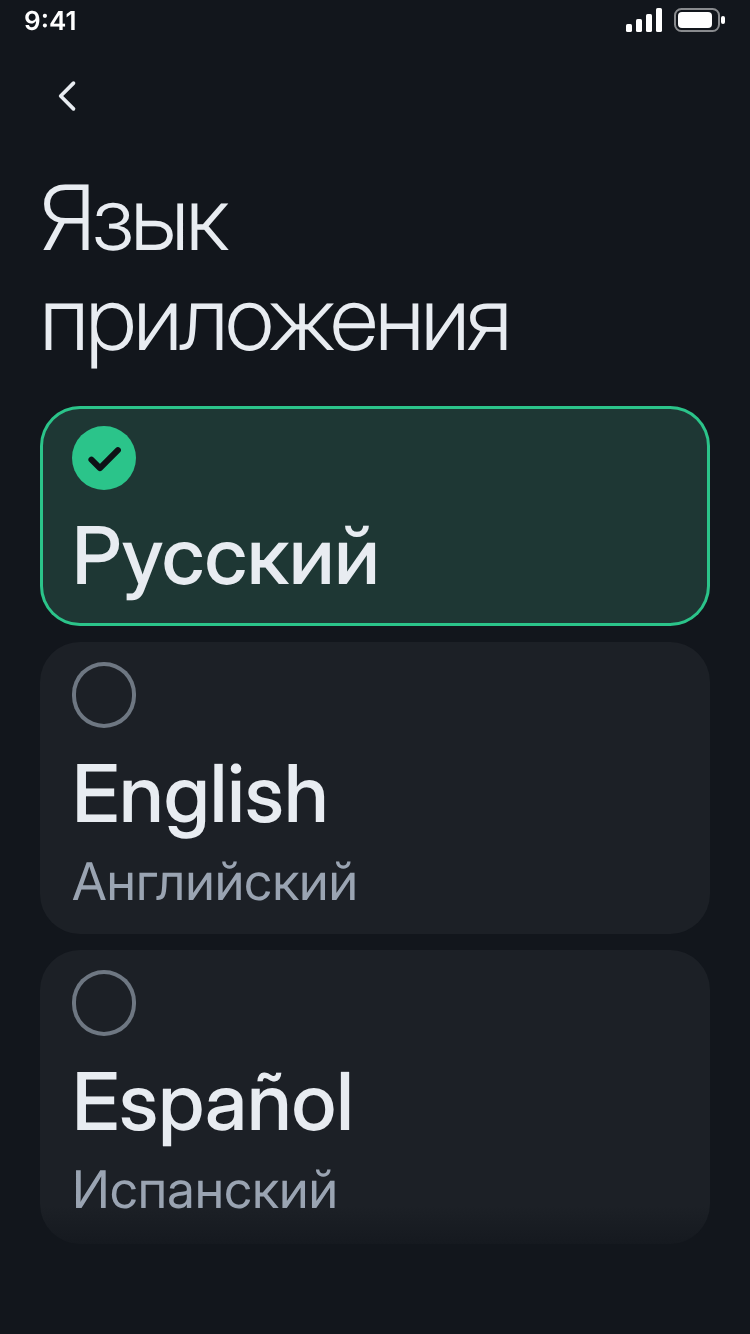 9:41
Язык
приложения
Русский
English
Английский
Español
Испанский